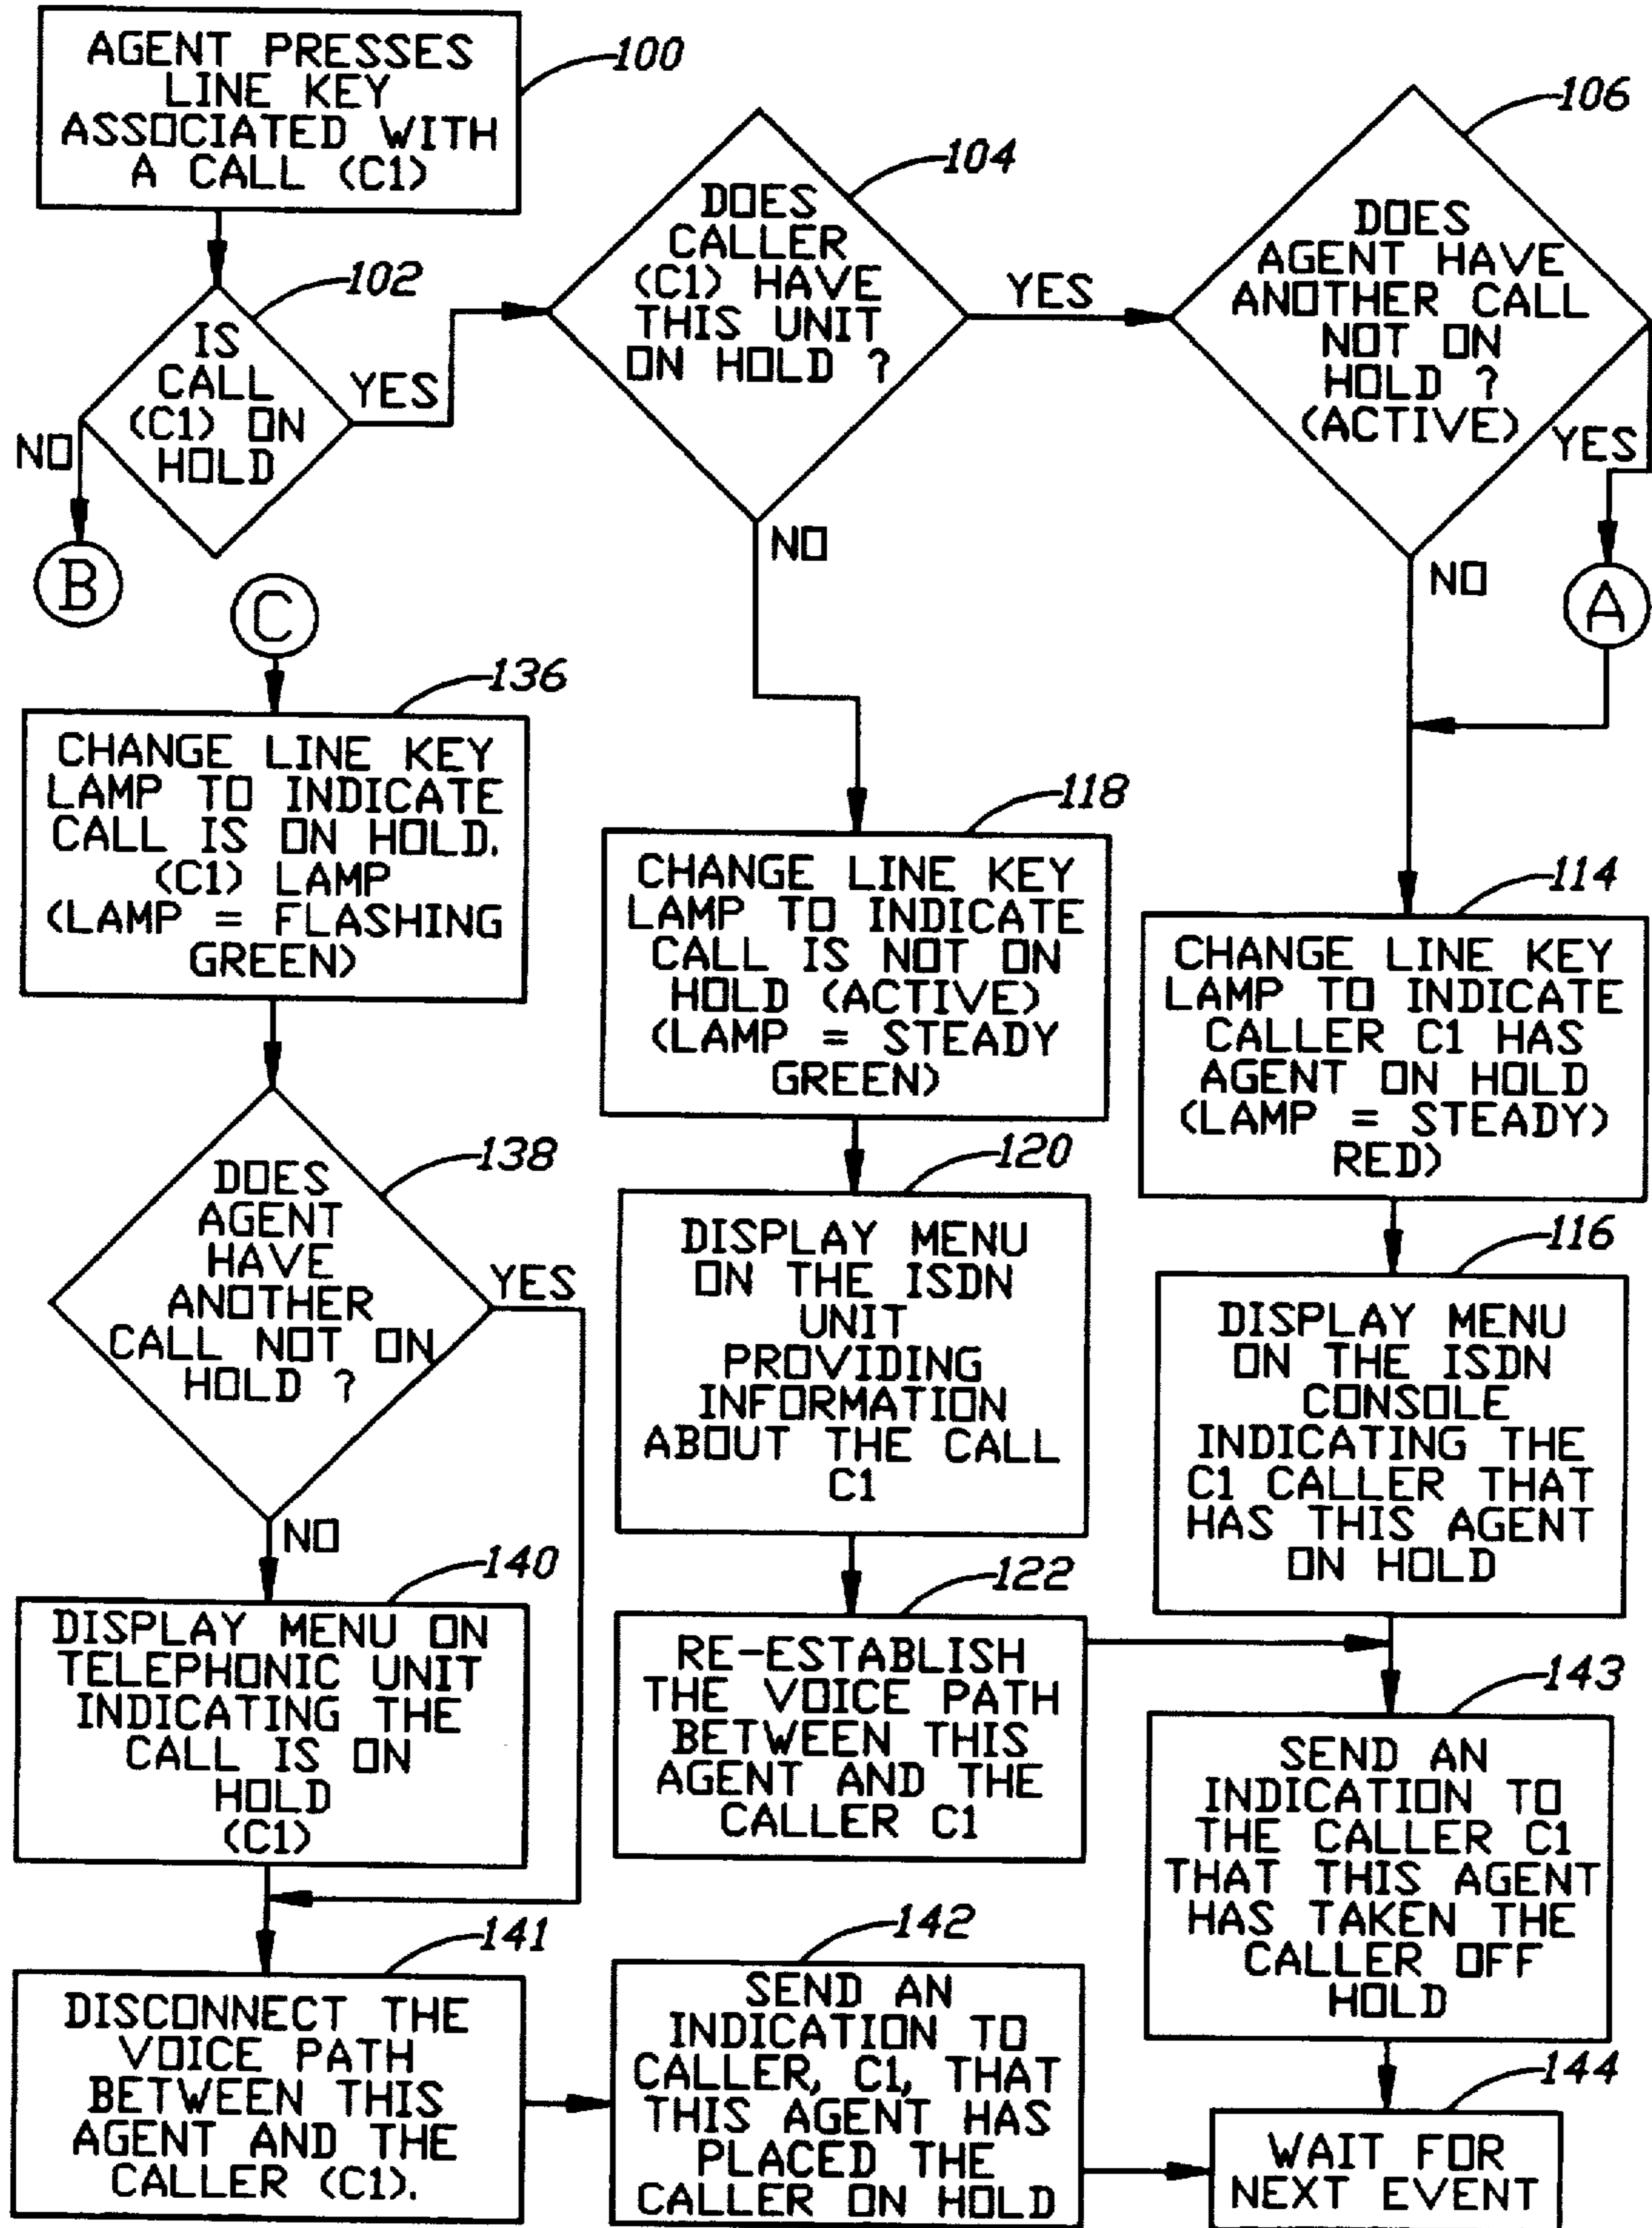 AGENT PRESSES
LINE KEY
ASSOCIATED WITH
A CALL (C1)
100
102
IS
CALL
(C1) ON
HOLD
YES
NO
B
104
DOES
CALLER
(C1) HAVE
THIS UNIT
ON HOLD ?
YES
NO
106
DOES
AGENT HAVE
ANOTHER CALL
NOT ON
HOLD ?
(ACTIVE)
YES
NO
A
C
136
CHANGE LINE KEY
LAMP TO INDICATE
CALL IS ON HOLD.
(C1) LAMP
(LAMP = FLASHING
GREEN)
138
DOES
AGENT
HAVE
ANOTHER
CALL NOT ON
HOLD ?
YES
NO
140
DISPLAY MENU ON
TELEPHONIC UNIT
INDICATING THE
CALL IS ON
HOLD
(C1)
141
DISCONNECT THE
VOICE PATH
BETWEEN THIS
AGENT AND THE
CALLER (C1).
118
CHANGE LINE KEY
LAMP TO INDICATE
CALL IS NOT ON
HOLD (ACTIVE)
(LAMP = STEADY
GREEN)
120
DISPLAY MENU
ON THE ISDN
UNIT
PROVIDING
INFORMATION
ABOUT THE CALL
C1
122
RE-ESTABLISH
THE VOICE PATH
BETWEEN THIS
AGENT AND THE
CALLER C1
142
SEND AN
INDICATION TO
CALLER, C1, THAT
THIS AGENT HAS
PLACED THE
CALLER ON HOLD
114
CHANGE LINE KEY
LAMP TO INDICATE
CALLER C1 HAS
AGENT ON HOLD
(LAMP = STEADY)
RED)
116
DISPLAY MENU
ON THE ISDN
CONSOLE
INDICATING THE
C1 CALLER THAT
HAS THIS AGENT
ON HOLD
143
SEND AN
INDICATION TO
THE CALLER C1
THAT THIS AGENT
HAS TAKEN THE
CALLER OFF
HOLD
144
WAIT FOR
NEXT EVENT